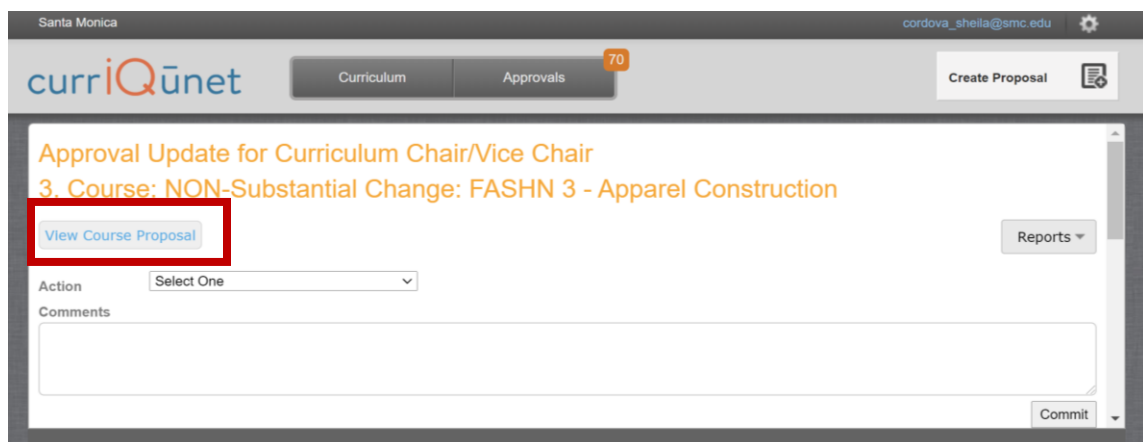 Santa Monica cordova_sheila@smc.edu
currIQūnet Curriculum Approvals 70 Create Proposal
Approval Update for Curriculum Chair/Vice Chair
3. Course: NON-Substantial Change: FASHN 3 - Apparel Construction
View Course Proposal Reports
Action Select One
Comments
Commit